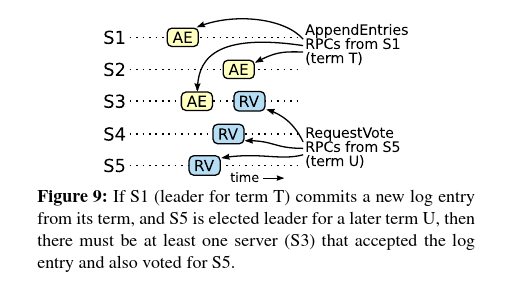 S1
AE
AppendEntries
RPCs from S1
(term T)
S2
AE
S3
AE
RV
S4
RV
RequestVote
RPCs from S5
(term U)
S5
RV
time
Figure 9: If S1 (leader for term T) commits a new log entry
from its term, and S5 is elected leader for a later term U, then
there must be at least one server (S3) that accepted the log
entry and also voted for S5.